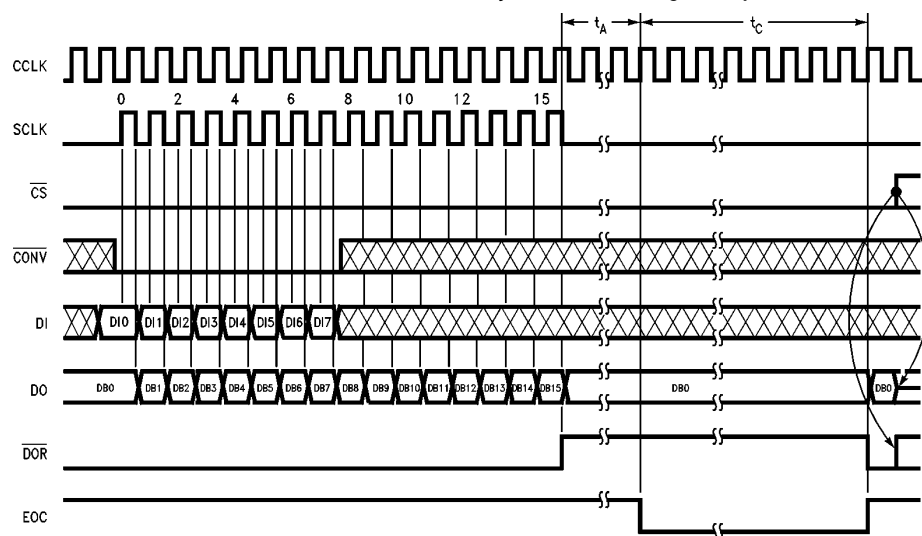 tA tC
CCLK
0 2 4 6 8 10 12 15
SCLK
CS
CONV
DI DI0 DI1 DI2 DI3 DI4 DI5 DI6 DI7
DO DB0 DB1 DB2 DB3 DB4 DB5 DB6 DB7 DB8 DB9 DB10 DB11 DB12 DB13 DB14 DB15 DB0 DB0
DOR
EOC